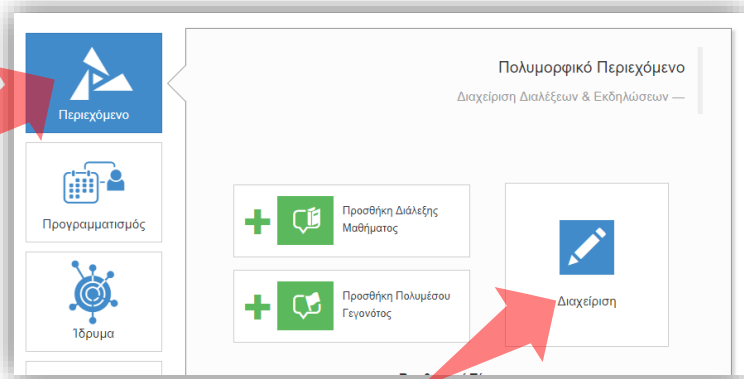 Περιεχόμενο
Προγραμματισμός
Ίδρυμα
Πολυμορφικό Περιεχόμενο
Διαχείριση Διαλέξεων & Εκδηλώσεων —
Προσθήκη Διάλεξης
Μαθήματος
Προσθήκη Πολυμέσου
Γεγονότος
Διαχείριση